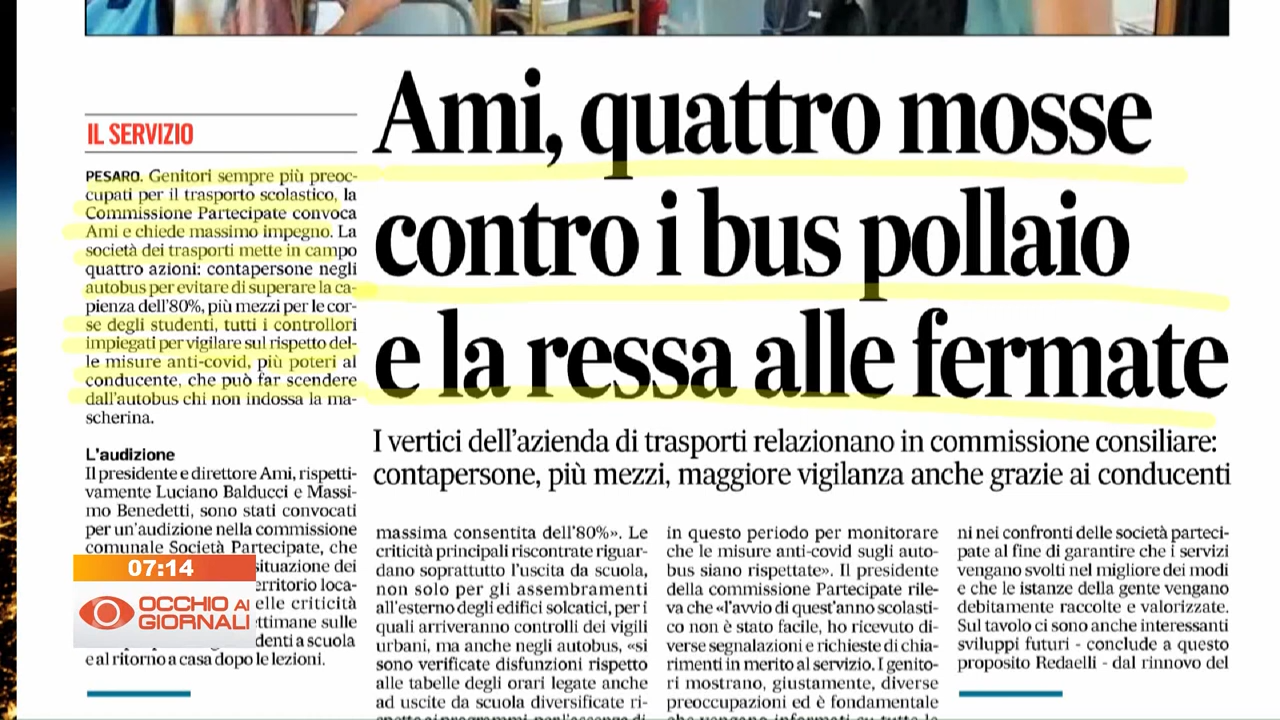 Ami, quattro mosse
contro i bus pollaio
e la ressa alle fermate
I vertici dell'azienda di trasporti relazionano in commissione consiliare:
contapersone, più mezzi, maggiore vigilanza anche grazie ai conducenti
IL SERVIZIO
PESARO. Genitori sempre più preoc-
cupati per il trasporto scolastico, la
Commissione Partecipate convoca
Ami e chiede massimo impegno. La
società dei trasporti mette in campo
quattro azioni: contapersone negli
autobus per evitare di superare la ca-
pienza dell'80%, più mezzi per le cor-
se degli studenti, tutti i controllori
impiegati per vigilare sul rispetto del-
le misure anti-covid, più poteri al
conducente, che può far scendere
dall'autobus chi non indossa la ma-
scherina.
L'audizione
Il presidente e direttore Ami, rispetti-
vamente Luciano Balducci e Massi-
mo Benedetti, sono stati convocati
per un'audizione nella commissione
comunale Società Partecipate, che
situazione dei
erritorio loca-
elle criticità
ttimane sulle
denti a scuola
e al ritorno a casa dopo le lezioni.
massima consentita dell'80%». Le
criticità principali riscontrate riguar-
dano soprattutto l'uscita da scuola,
non solo per gli assembramenti
all'esterno degli edifici solcatici, per i
quali arriveranno controlli dei vigili
urbani, ma anche negli autobus, «si
sono verificate disfunzioni rispetto
alle tabelle degli orari legate anche
ad uscite da scuola diversificate ri-
in questo periodo per monitorare
che le misure anti-covid sugli auto-
bus siano rispettate». Il presidente
della commissione Partecipate rile-
va che «l'avvio di quest'anno scolasti-
co non è stato facile, ho ricevuto di-
verse segnalazioni e richieste di chia-
rimenti in merito al servizio. I genito-
ri mostrano, giustamente, diverse
preoccupazioni ed è fondamentale
ni nei confronti delle società parteci-
pate al fine di garantire che i servizi
vengano svolti nel migliore dei modi
e che le istanze della gente vengano
debitamente raccolte e valorizzate.
Sul tavolo ci sono anche interessanti
sviluppi futuri - conclude a questo
proposito Redaelli - dal rinnovo del
07:14
OCCHIO AI
GIORNALI